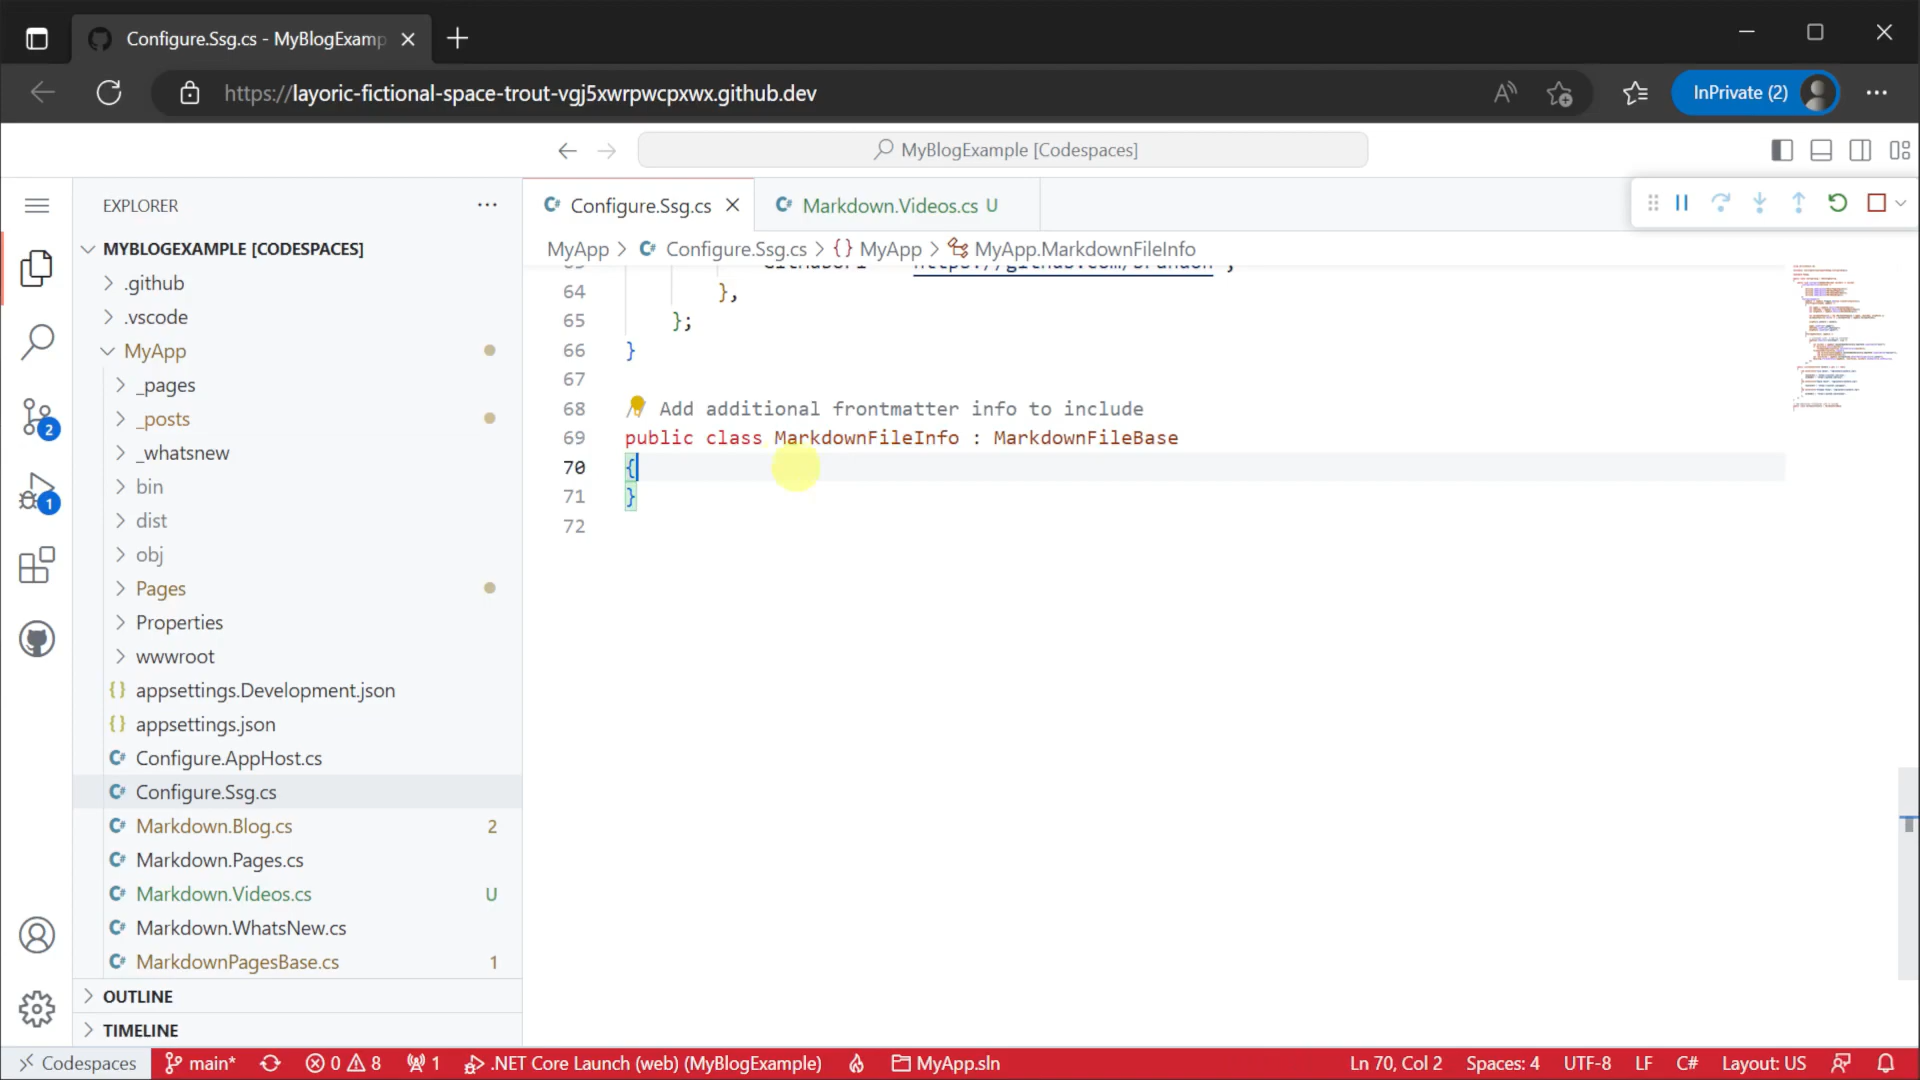 Configure.Ssg.cs - MyBlogExamp
https://layoric-fictional-space-trout-vgj5xwrpwcpxwx.github.dev
InPrivate (2)
MyBlogExample [Codespaces]
EXPLORER
Configure.Ssg.cs
Markdown.Videos.cs U
MyApp > Configure.Ssg.cs > {} MyApp > MyApp.MarkdownFileInfo
MYBLOGEXAMPLE [CODESPACES]
.github
.vscode
MyApp
_pages
_posts
_whatsnew
bin
dist
obj
Pages
Properties
wwwroot
{} appsettings.Development.json
{} appsettings.json
Configure.AppHost.cs
Configure.Ssg.cs
Markdown.Blog.cs 2
Markdown.Pages.cs
Markdown.Videos.cs U
Markdown.WhatsNew.cs
MarkdownPagesBase.cs 1
OUTLINE
TIMELINE
2
1
64 },
65 };
66 }
67
68 Add additional frontmatter info to include
69 public class MarkdownFileInfo : MarkdownFileBase
70 {
71 }
72
Codespaces main* 0 8 1 .NET Core Launch (web) (MyBlogExample) MyApp.sln Ln 70, Col 2 Spaces: 4 UTF-8 LF C# Layout: US